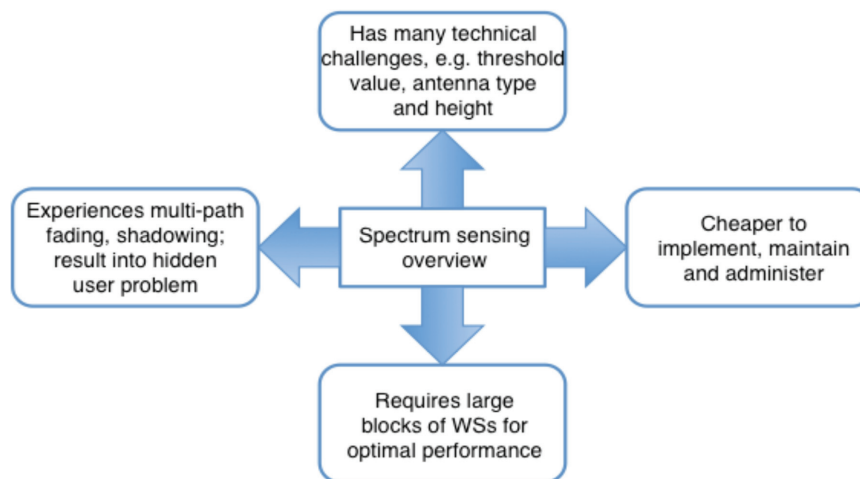 Has many technical
challenges, e.g. threshold
value, antenna type
and height
Experiences multi-path
fading, shadowing;
result into hidden
user problem
Spectrum sensing
overview
Cheaper to
implement, maintain
and administer
Requires large
blocks of WSs for
optimal performance